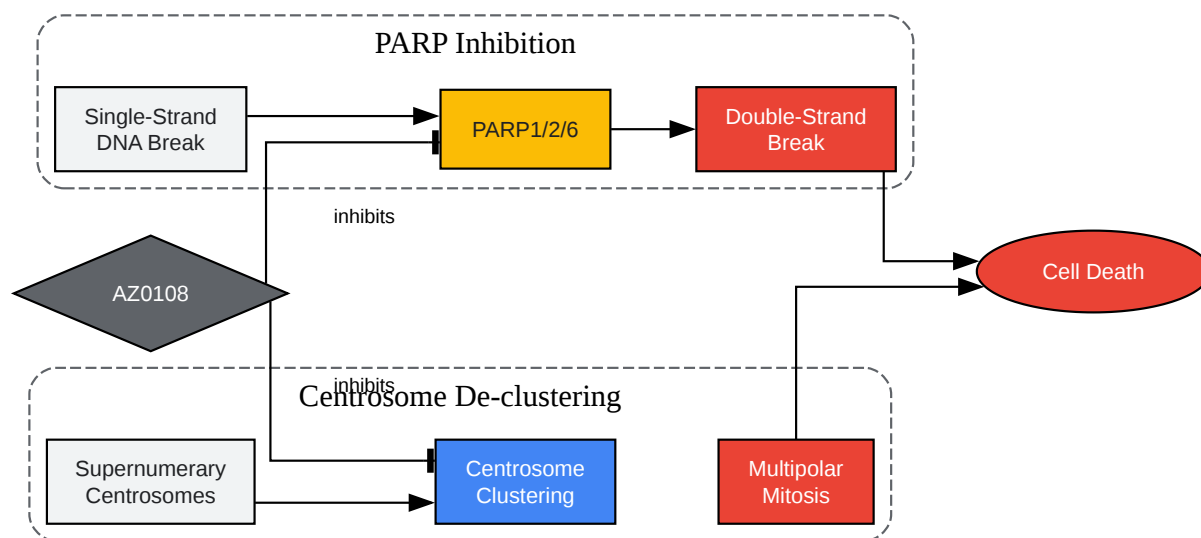 PARP Inhibition
Single-Strand
DNA Break
PARP1/2/6
Double-Strand
Break
inhibits
AZ0108
Cell Death
inhibits
Centrosome De-clustering
Supernumerary
Centrosomes
Centrosome
Clustering
Multipolar
Mitosis